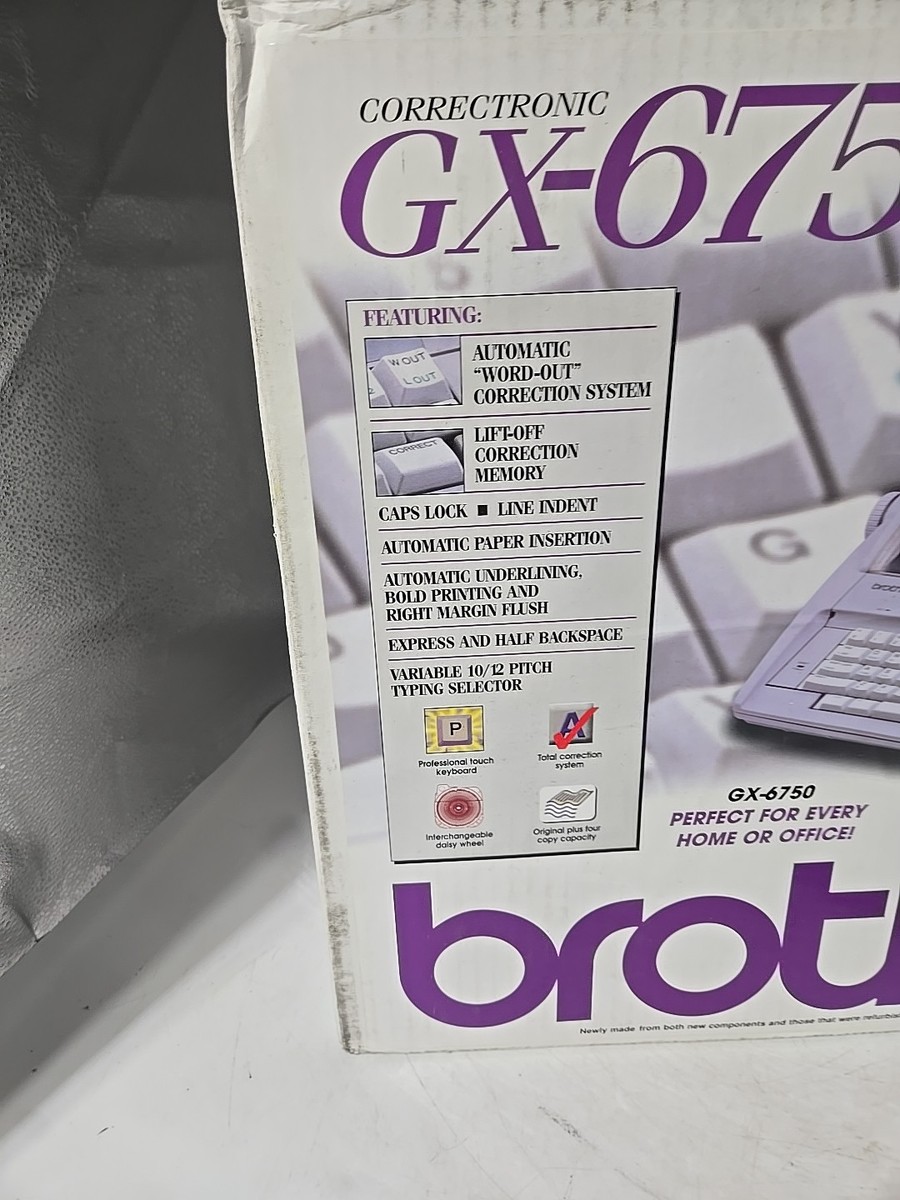 CORRECTRONIC
GX-675
FEATURING:
W OUT
L OUT
AUTOMATIC
"WORD-OUT"
CORRECTION SYSTEM
CORRECT
LIFT-OFF
CORRECTION
MEMORY
CAPS LOCK ■ LINE INDENT
AUTOMATIC PAPER INSERTION
AUTOMATIC UNDERLINING,
BOLD PRINTING AND
RIGHT MARGIN FLUSH
EXPRESS AND HALF BACKSPACE
VARIABLE 10/12 PITCH
TYPING SELECTOR
P
A
Professional touch
keyboard
Total correction
system
Interchangeable
daisy wheel
Original plus four
copy capacity
G
GX-6750
PERFECT FOR EVERY
HOME OR OFFICE!
brot
Newly made from both new components and those that were